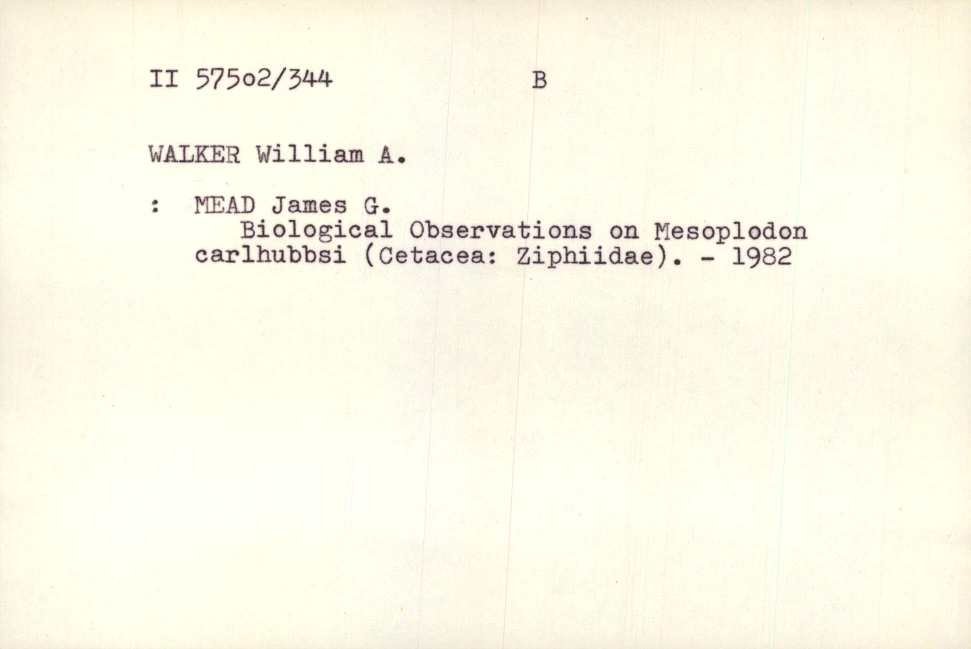 II 57502/344 B
WALKER William A.
: MEAD James G.
Biological Observations on Mesoplodon
carlhubbsi (Cetacea: Ziphiidae). - 1982